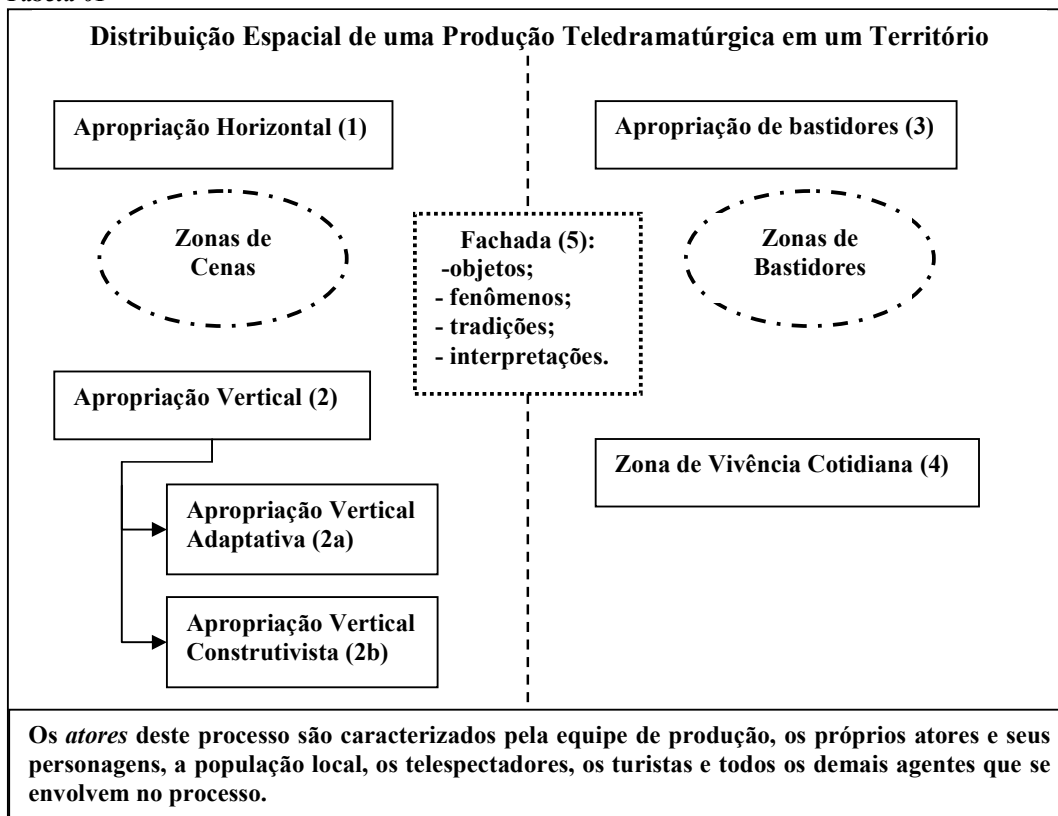 Distribuição Espacial de uma Produção Teledramatúrgica em um Território
Apropriação Horizontal (1)
Zonas de
Cenas
Apropriação Vertical (2)
Apropriação Vertical
Adaptativa (2a)
Apropriação Vertical
Construtivista (2b)
Fachada (5):
-objetos;
- fenômenos;
- tradições;
- interpretações.
Apropriação de bastidores (3)
Zonas de
Bastidores
Zona de Vivência Cotidiana (4)
Os atores deste processo são caracterizados pela equipe de produção, os próprios atores e seus
personagens, a população local, os telespectadores, os turistas e todos os demais agentes que se
envolvem no processo.